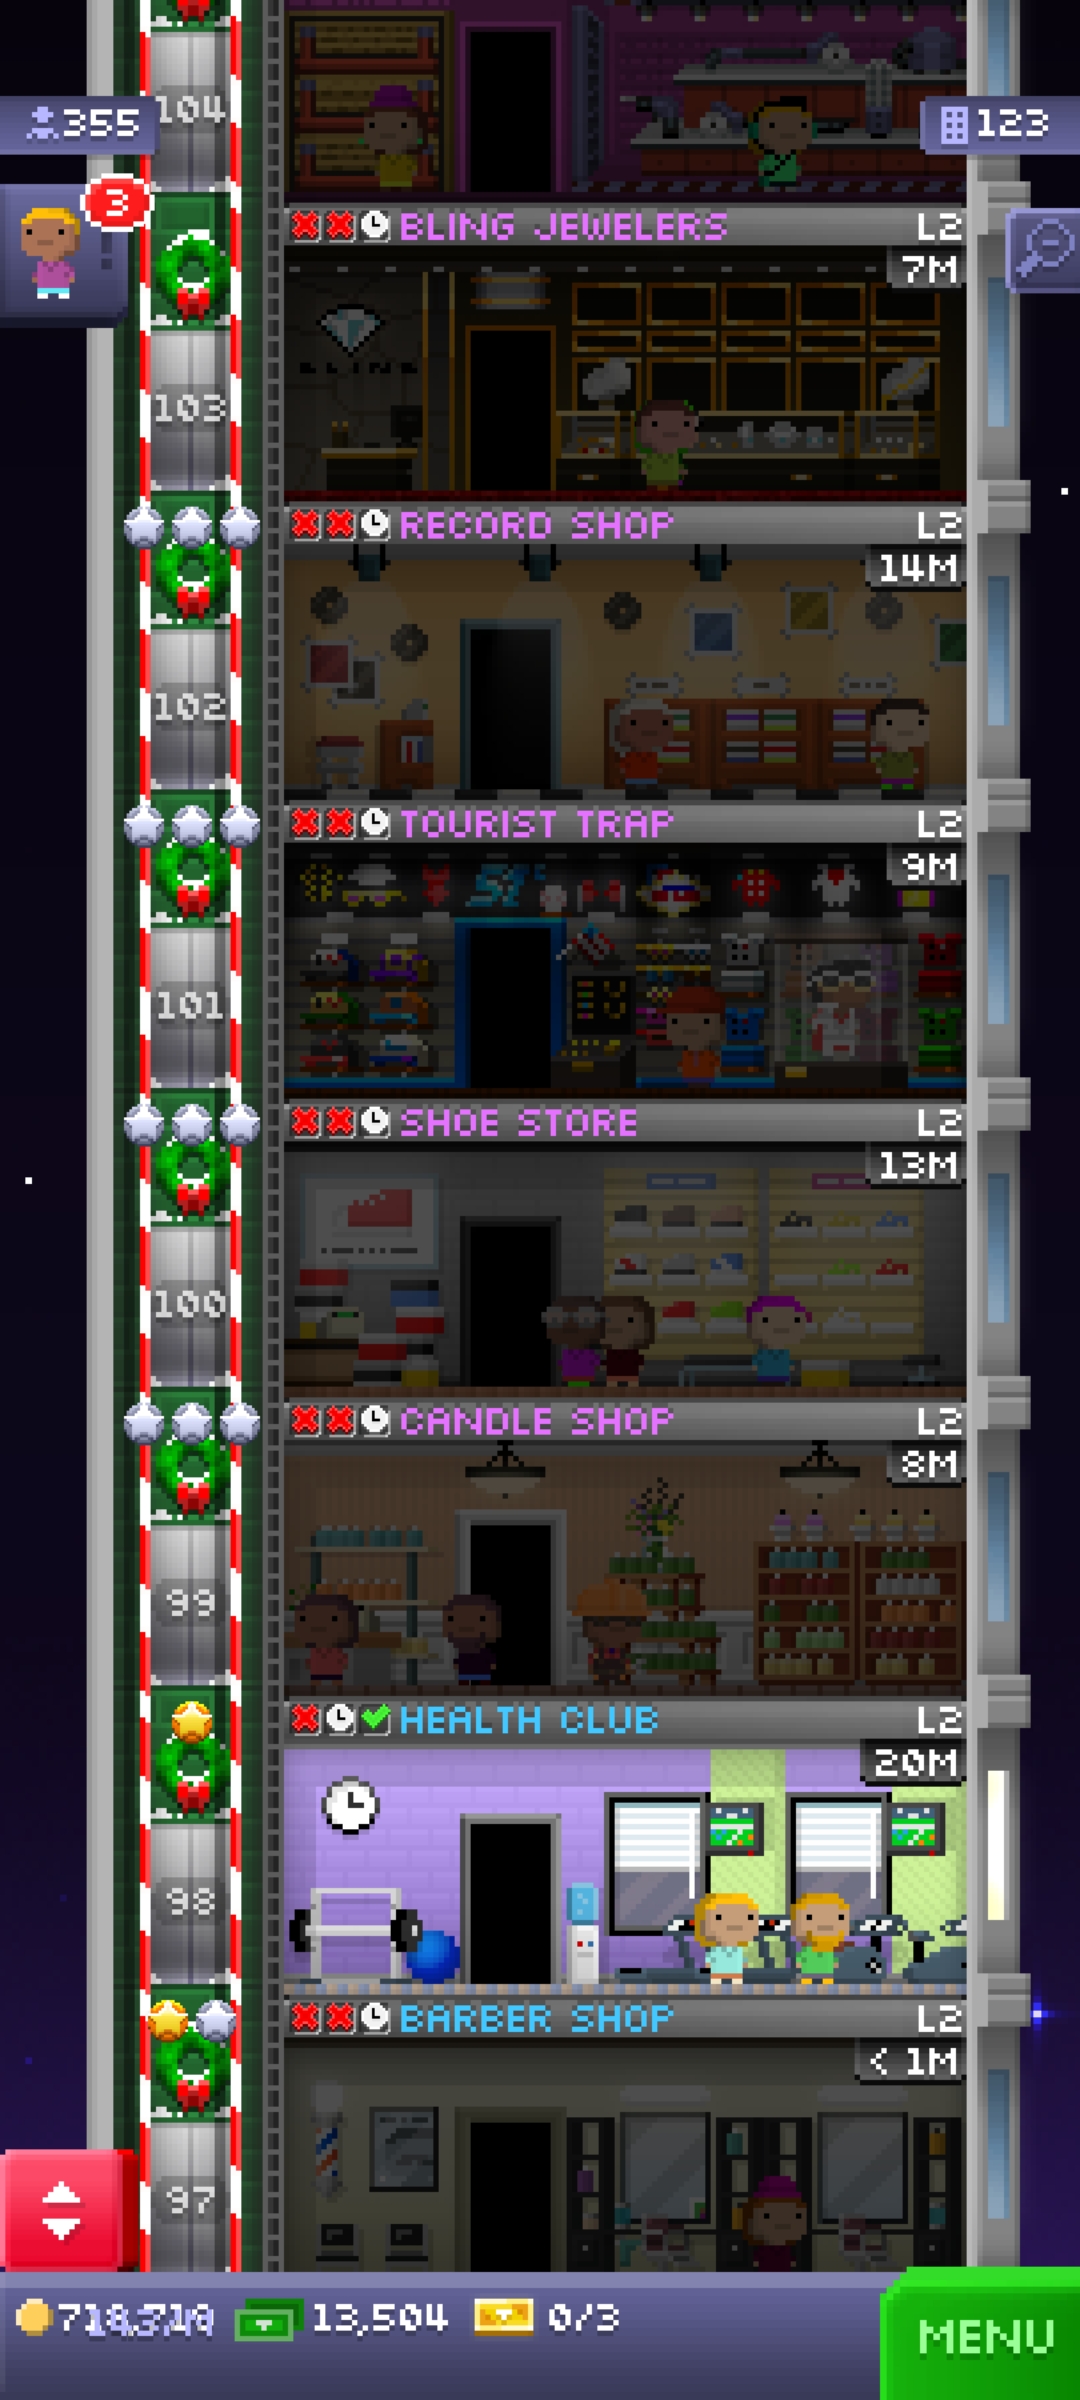 104
355
123
3
BLING JEWELERS L2
7M
BLING
103
RECORD SHOP L2
14M
102
TOURIST TRAP L2
9M
101
SHOE STORE L2
13M
100
CANDLE SHOP L2
8M
99
HEALTH CLUB L2
20M
98
BARBER SHOP L2
< 1M
97
13,504
0/3
MENU